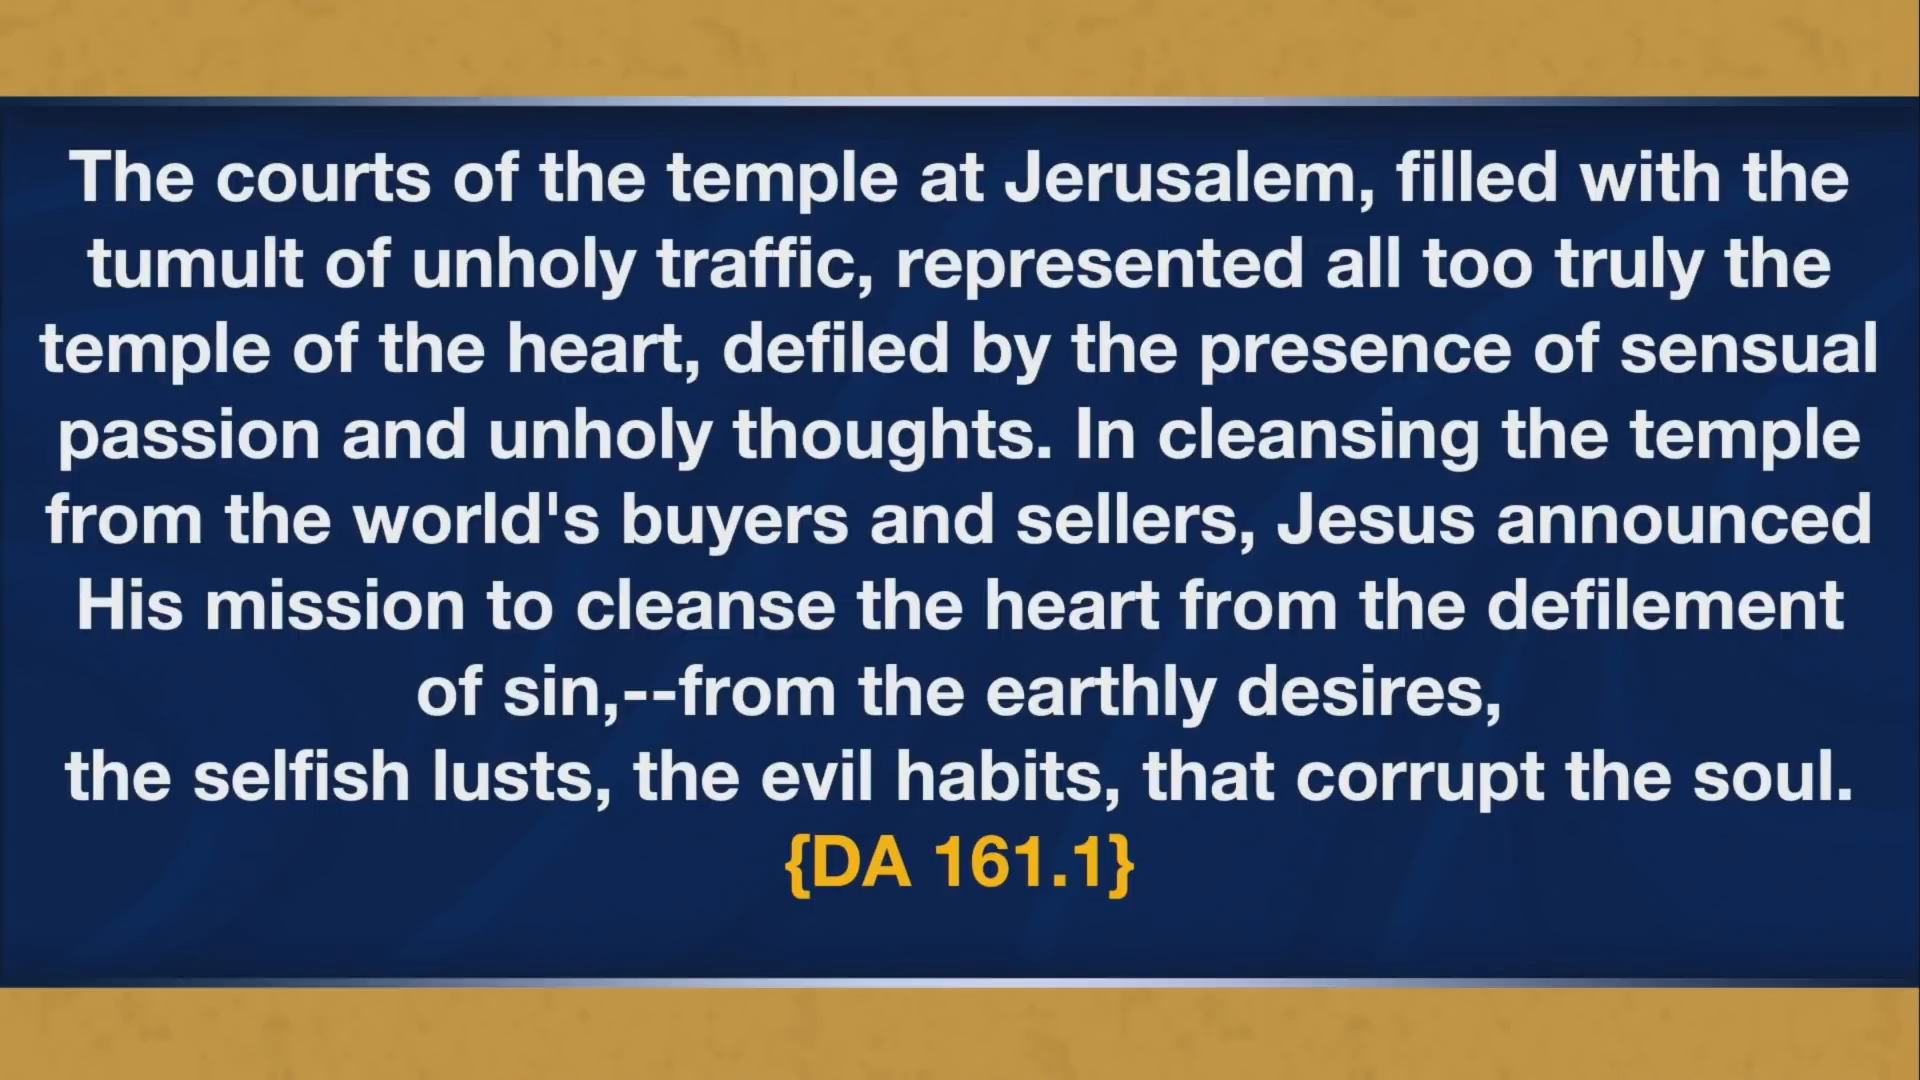 The courts of the temple at Jerusalem, filled with the
tumult of unholy traffic, represented all too truly the
temple of the heart, defiled by the presence of sensual
passion and unholy thoughts. In cleansing the temple
from the world's buyers and sellers, Jesus announced
His mission to cleanse the heart from the defilement
of sin,--from the earthly desires,
the selfish lusts, the evil habits, that corrupt the soul.
{DA 161.1}